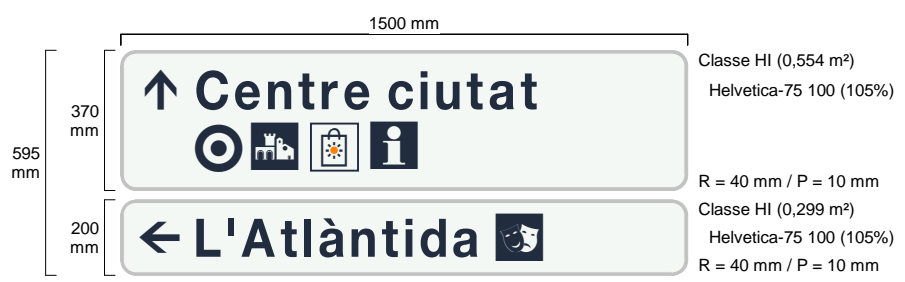 1500 mm
Classe HI (0,554 m²)
Centre ciutat
Helvetica-75 100 (105%)
370
mm
595
mm
i
R = 40 mm / P = 10 mm
Classe HI (0,299 m²)
200
mm
L'Atlàntida
Helvetica-75 100 (105%)
R = 40 mm / P = 10 mm